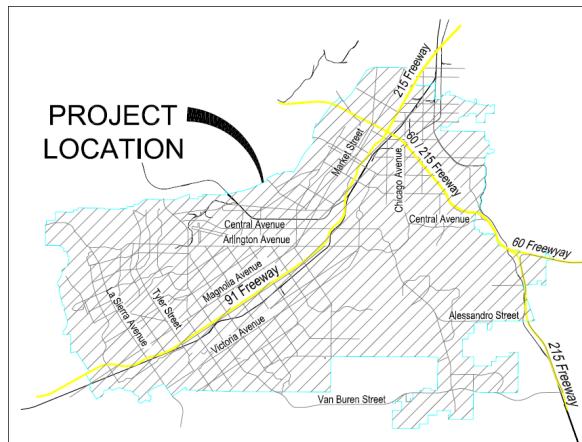 215 Freeway
PROJECT
LOCATION
Market Street
60 / 215 Freeway
Chicago Avenue
Central Avenue
Central Avenue
Arlington Avenue
60 Freewyay
Magnolia Avenue
91 Freeway
Tyler Street
La Sierra Avenue
Victoria Avenue
Alessandro Street
215 Freeway
Van Buren Street